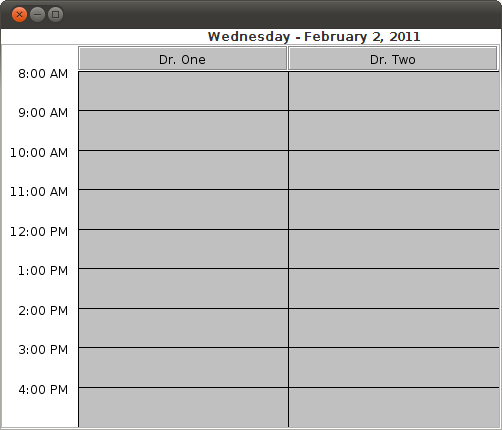 Wednesday - February 2, 2011
Dr. One Dr. Two
8:00 AM
9:00 AM
10:00 AM
11:00 AM
12:00 PM
1:00 PM
2:00 PM
3:00 PM
4:00 PM